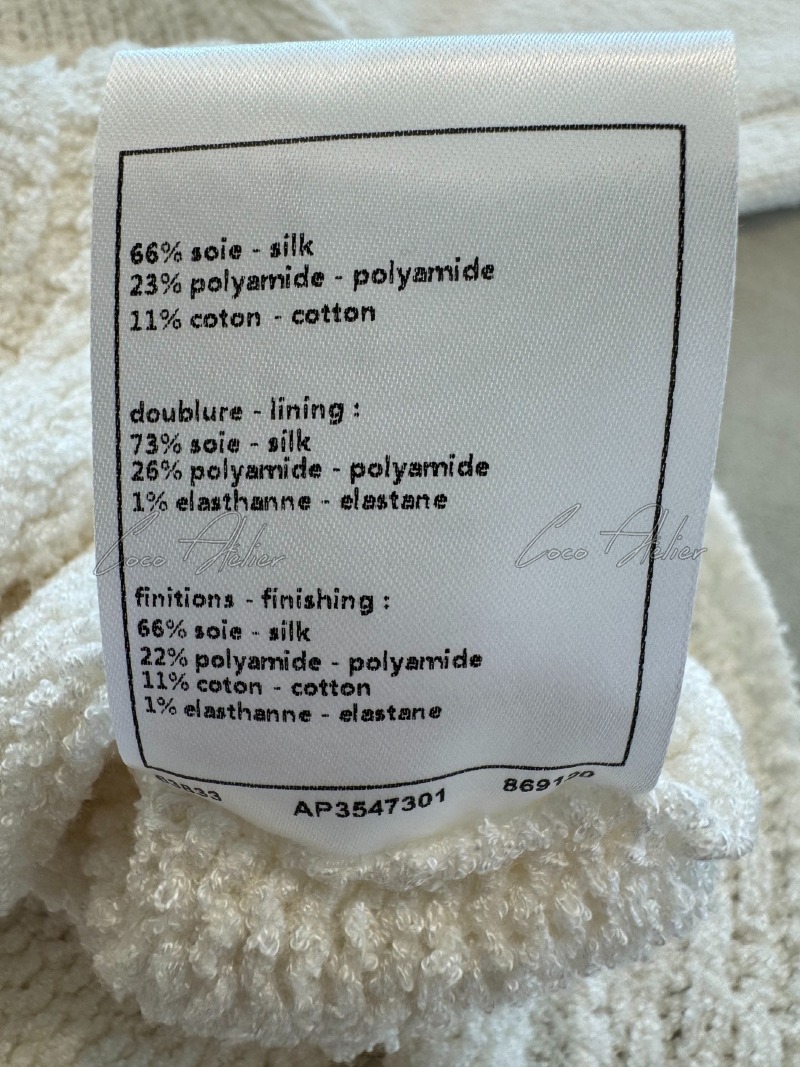 66% soie - silk
23% polyamide - polyamide
11% coton - cotton
doublure - lining :
73% soie - silk
26% polyamide - polyamide
1% elasthanne - elastane
Coco Atelier Coco Atelier
finitions - finishing :
66% soie - silk
22% polyamide - polyamide
11% coton - cotton
1% elasthanne - elastane
AP3547301